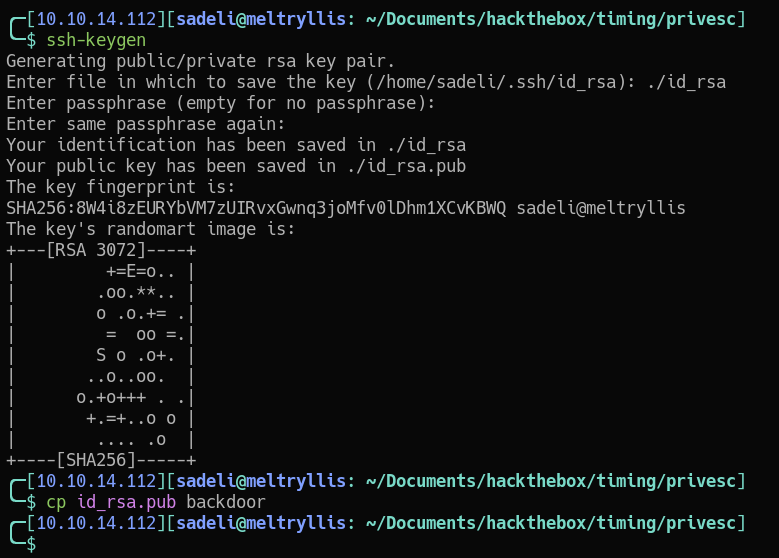 ┌─[10.10.14.112][sadeli@meltryllis: ~/Documents/hackthebox/timing/privesc]
└─$ ssh-keygen
Generating public/private rsa key pair.
Enter file in which to save the key (/home/sadeli/.ssh/id_rsa): ./id_rsa
Enter passphrase (empty for no passphrase):
Enter same passphrase again:
Your identification has been saved in ./id_rsa
Your public key has been saved in ./id_rsa.pub
The key fingerprint is:
SHA256:8W4i8zEURYbVM7zUIRvxGwnq3joMfv0lDhm1XCvKBWQ sadeli@meltryllis
The key's randomart image is:
+---[RSA 3072]----+
|         +=E=o.. |
|        .oo.**.. |
|        o .o.+= .|
|         =  oo =.|
|        S o .o+. |
|       ..o..oo.  |
|      o.+o+++ . .|
|       +.=+..o o |
|        .... .o  |
+----[SHA256]-----+
┌─[10.10.14.112][sadeli@meltryllis: ~/Documents/hackthebox/timing/privesc]
└─$ cp id_rsa.pub backdoor
┌─[10.10.14.112][sadeli@meltryllis: ~/Documents/hackthebox/timing/privesc]
└─$